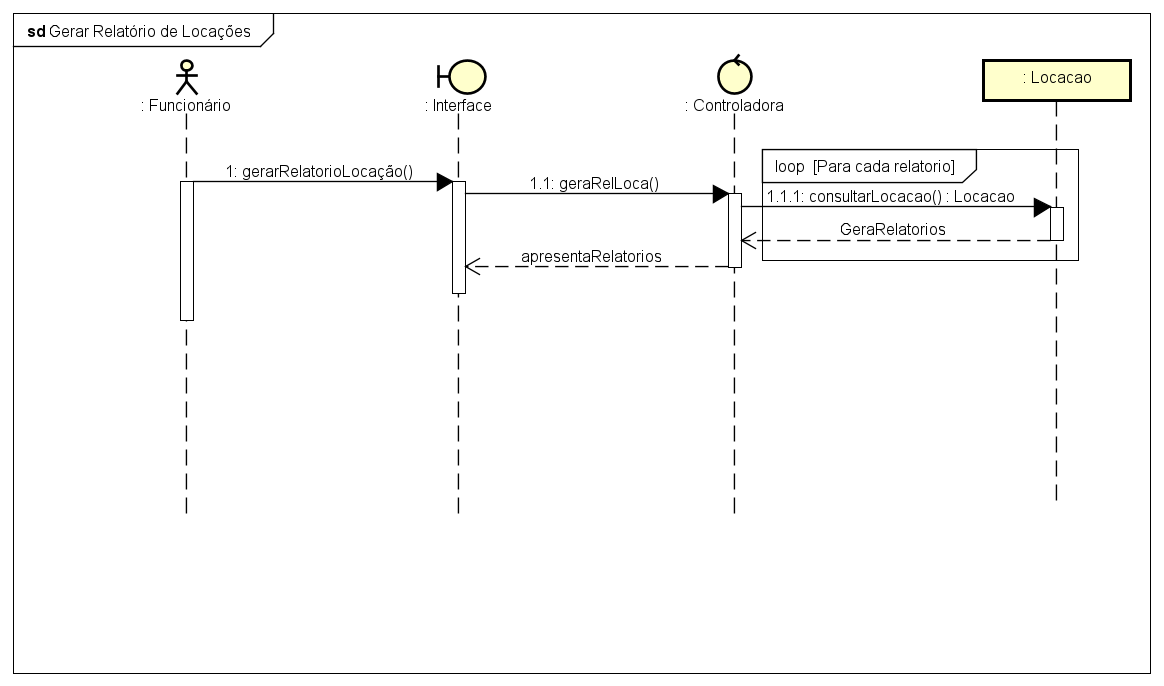 sd Gerar Relatório de Locações
: Funcionário
: Interface
: Controladora
: Locacao
loop [Para cada relatorio]
1: gerarRelatorioLocação()
1.1: geraRelLoca()
1.1.1: consultarLocacao() : Locacao
GeraRelatorios
apresentaRelatorios